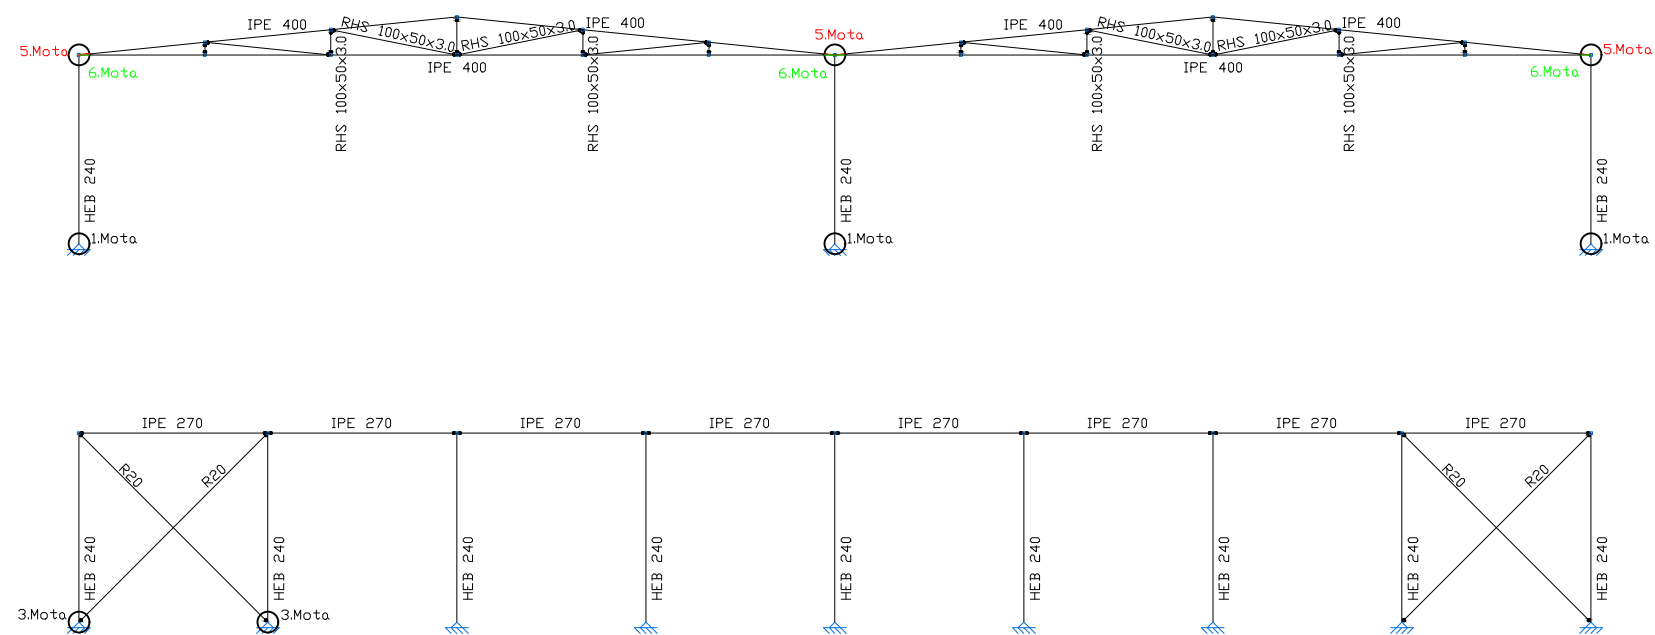 IPE 400
RHS 100x50x3.0
RHS 100x50x3.0
IPE 400
5.Mota
6.Mota
RHS 100x50x3.0
IPE 400
RHS 100x50x3.0
5.Mota
6.Mota
IPE 400
RHS 100x50x3.0
RHS 100x50x3.0
IPE 400
RHS 100x50x3.0
IPE 400
RHS 100x50x3.0
5.Mota
6.Mota
HEB 240
HEB 240
HEB 240
1.Mota
1.Mota
1.Mota
IPE 270
IPE 270
IPE 270
IPE 270
IPE 270
IPE 270
IPE 270
IPE 270
R20
R20
R20
R20
HEB 240
HEB 240
HEB 240
HEB 240
HEB 240
HEB 240
HEB 240
HEB 240
HEB 240
3.Mota
3.Mota